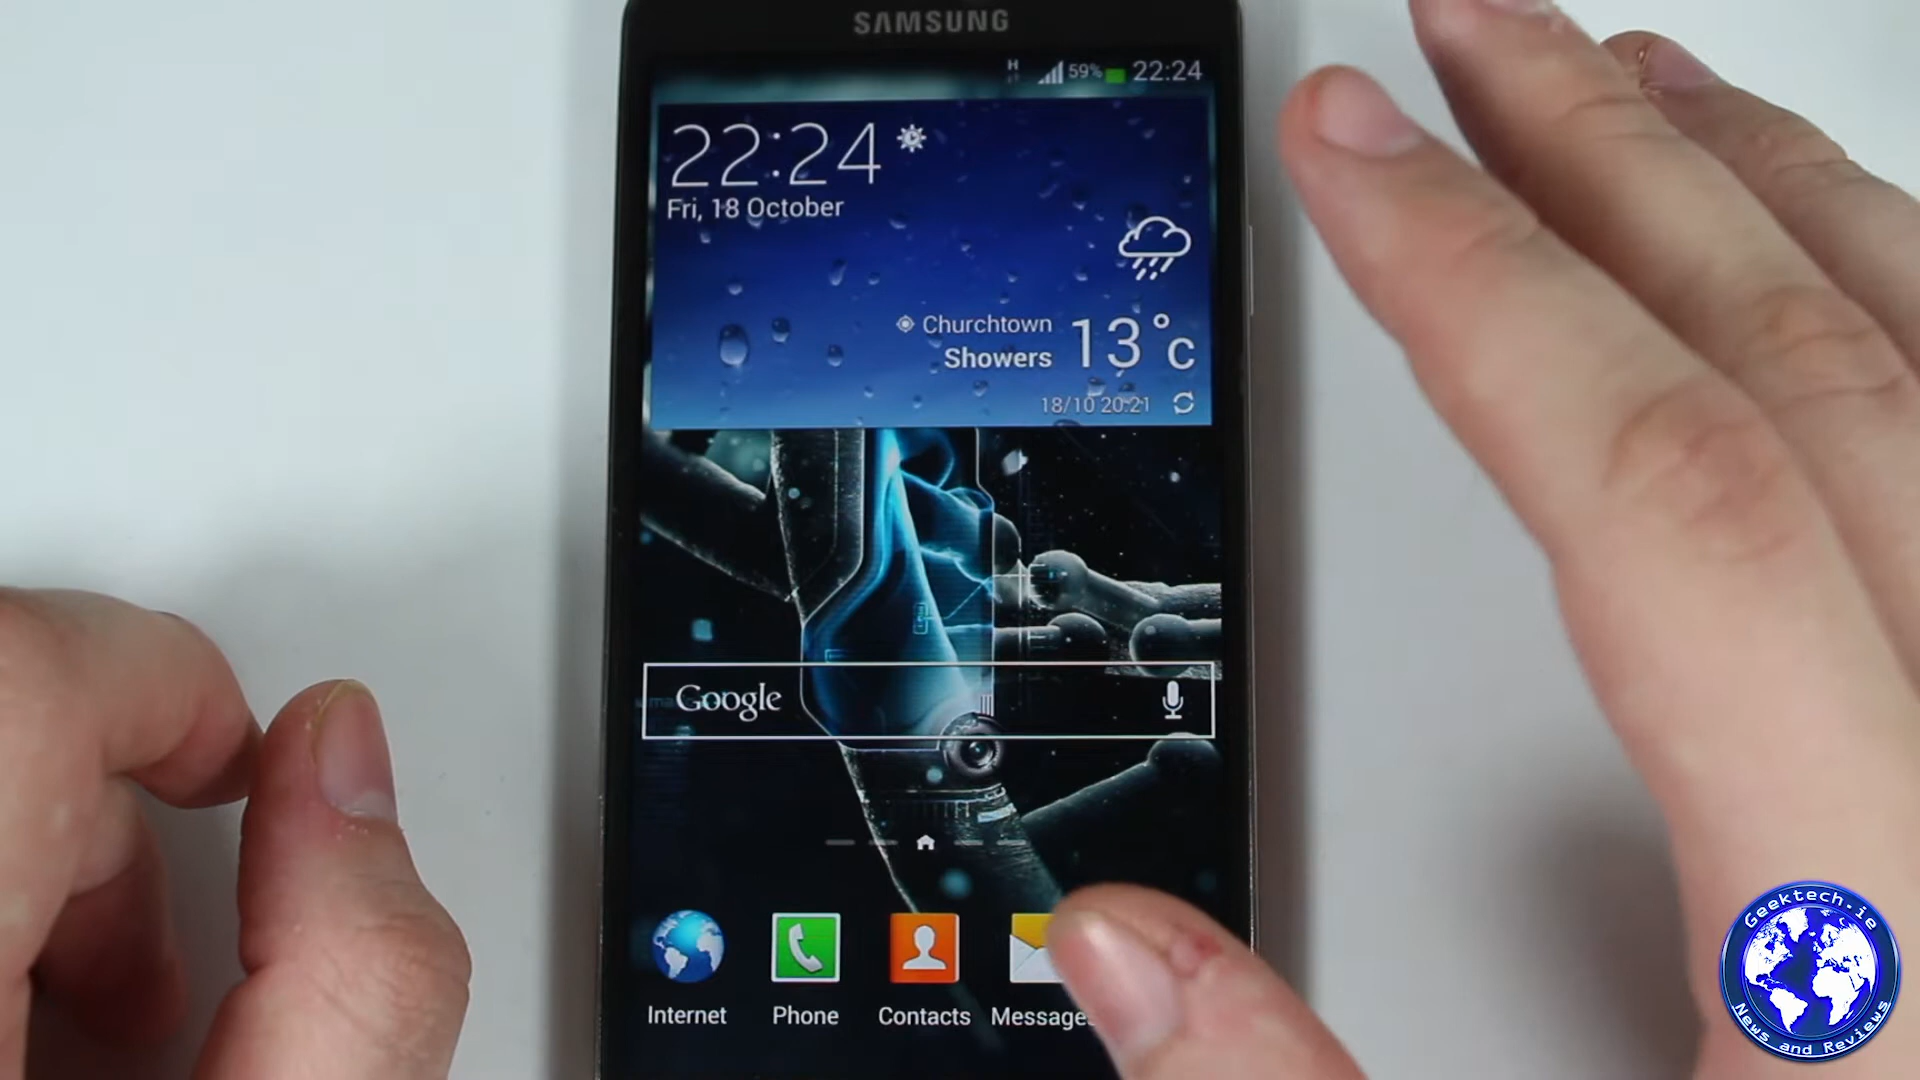 SAMSUNG
H 59% 22:24
22:24
Fri, 18 October
Churchtown
Showers 13°c
18/10 20:21
Google
Internet Phone Contacts Messages
Geektech.ie
News and Reviews